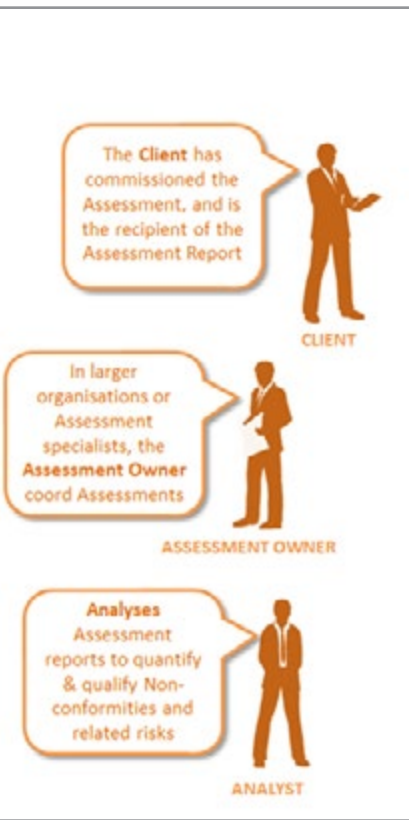 The Client has
commissioned the
Assessment, and is
the recipient of the
Assessment Report
CLIENT
In larger
organisations or
Assessment
specialists, the
Assessment Owner
coord Assessments
ASSESSMENT OWNER
Analyses
Assessment
reports to quantify
& qualify Non-
conformities and
related risks
ANALYST